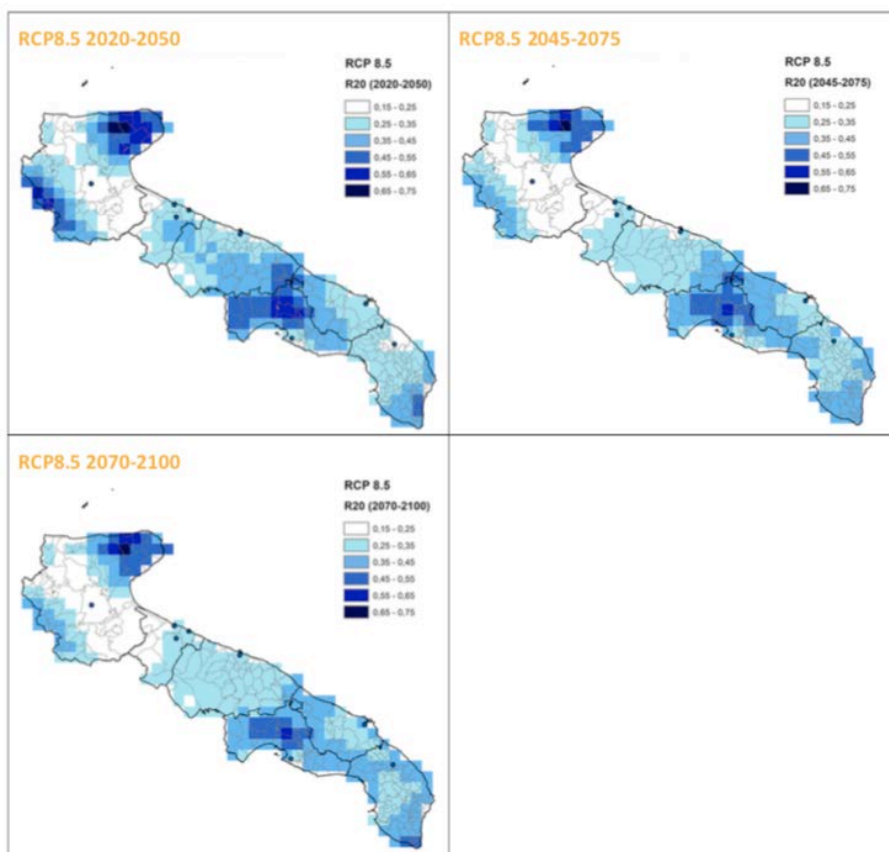 RCP8.5 2020-2050
RCP 8.5
R20 (2020-2050)
0,15 - 0,25
0,25 - 0,35
0,35 - 0,45
0,45 - 0,55
0,55 - 0,65
0,65 - 0,75
RCP8.5 2045-2075
RCP 8.5
R20 (2045-2075)
0,15 - 0,25
0,25 - 0,35
0,35 - 0,45
0,45 - 0,55
0,55 - 0,65
0,65 - 0,75
RCP8.5 2070-2100
RCP 8.5
R20 (2070-2100)
0,15 - 0,25
0,25 - 0,35
0,35 - 0,45
0,45 - 0,55
0,55 - 0,65
0,65 - 0,75